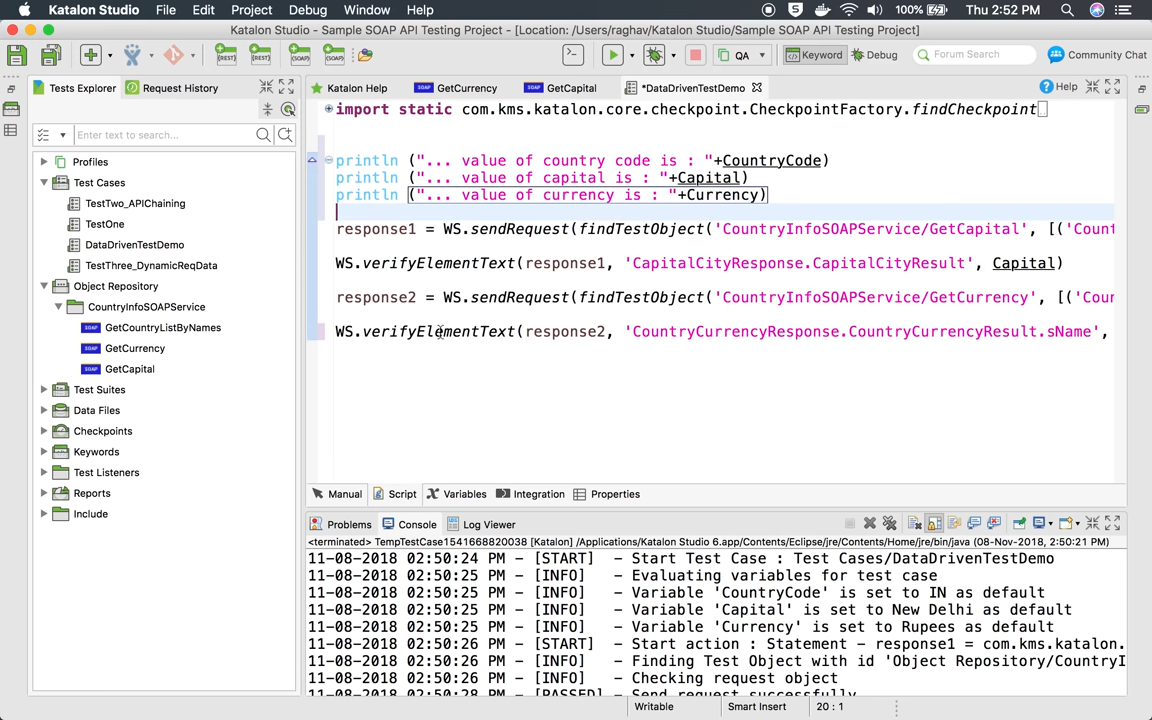 Katalon Studio File Edit Project Debug Window Help 100% Thu 2:52 PM
Katalon Studio - Sample SOAP API Testing Project - [Location: /Users/raghav/Katalon Studio/Sample SOAP API Testing Project]
QA Keyword Debug Forum Search Community Chat
Tests Explorer Request History
Katalon Help GetCurrency GetCapital *DataDrivenTestDemo Help
Enter text to search...
Profiles
Test Cases
TestTwo_APIChaining
TestOne
DataDrivenTestDemo
TestThree_DynamicReqData
Object Repository
CountryInfoSOAPService
GetCountryListByNames
GetCurrency
GetCapital
Test Suites
Data Files
Checkpoints
Keywords
Test Listeners
Reports
Include
import static com.kms.katalon.core.checkpoint.CheckpointFactory.findCheckpoint
println ("... value of country code is : "+CountryCode)
println ("... value of capital is : "+Capital)
println ("... value of currency is : "+Currency)
response1 = WS.sendRequest(findTestObject('CountryInfoSOAPService/GetCapital', [('Count
WS.verifyElementText(response1, 'CapitalCityResponse.CapitalCityResult', Capital)
response2 = WS.sendRequest(findTestObject('CountryInfoSOAPService/GetCurrency', [('Cour
WS.verifyElementText(response2, 'CountryCurrencyResponse.CountryCurrencyResult.sName',
Manual Script Variables Integration Properties
Problems Console Log Viewer
<terminated> TempTestCase1541668820038 [Katalon] /Applications/Katalon Studio 6.app/Contents/Eclipse/jre/Contents/Home/jre/bin/java (08-Nov-2018, 2:50:21 PM)
11-08-2018 02:50:24 PM - [START] - Start Test Case : Test Cases/DataDrivenTestDemo
11-08-2018 02:50:25 PM - [INFO] - Evaluating variables for test case
11-08-2018 02:50:25 PM - [INFO] - Variable 'CountryCode' is set to IN as default
11-08-2018 02:50:25 PM - [INFO] - Variable 'Capital' is set to New Delhi as default
11-08-2018 02:50:25 PM - [INFO] - Variable 'Currency' is set to Rupees as default
11-08-2018 02:50:26 PM - [START] - Start action : Statement - response1 = com.kms.katalon.
11-08-2018 02:50:26 PM - [INFO] - Finding Test Object with id 'Object Repository/CountryI
11-08-2018 02:50:26 PM - [INFO] - Checking request object
11-08-2018 02:50:28 PM - [PASSED] - Send request successfully
Writable Smart Insert 20 : 1